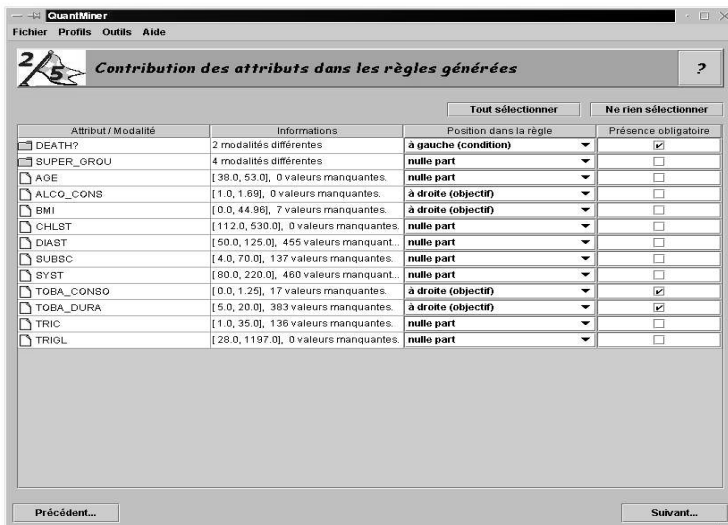 QuantMiner
Fichier Profils Outils Aide
2/5 Contribution des attributs dans les règles générées ?
Tout sélectionner Ne rien sélectionner
Attribut / Modalité Informations Position dans la règle Présence obligatoire
DEATH? 2 modalités différentes à gauche (condition)
SUPER_GROU 4 modalités différentes nulle part
AGE [ 38.0, 53.0], 0 valeurs manquantes. nulle part
ALCO_CONS [ 1.0, 1.69], 0 valeurs manquantes. à droite (objectif)
BMI [ 0.0, 44.96], 7 valeurs manquantes. à droite (objectif)
CHLST [ 112.0, 530.0], 0 valeurs manquantes. nulle part
DIAST [ 50.0, 125.0], 455 valeurs manquant... nulle part
SUBSC [ 4.0, 70.0], 137 valeurs manquantes. nulle part
SYST [ 80.0, 220.0], 460 valeurs manquant... nulle part
TOBA_CONSO [ 0.0, 1.25], 17 valeurs manquantes. à droite (objectif)
TOBA_DURA [ 5.0, 20.0], 383 valeurs manquantes. à droite (objectif)
TRIC [ 1.0, 35.0], 136 valeurs manquantes. nulle part
TRIGL [ 28.0, 1197.0], 0 valeurs manquantes. nulle part
Précédent... Suivant...